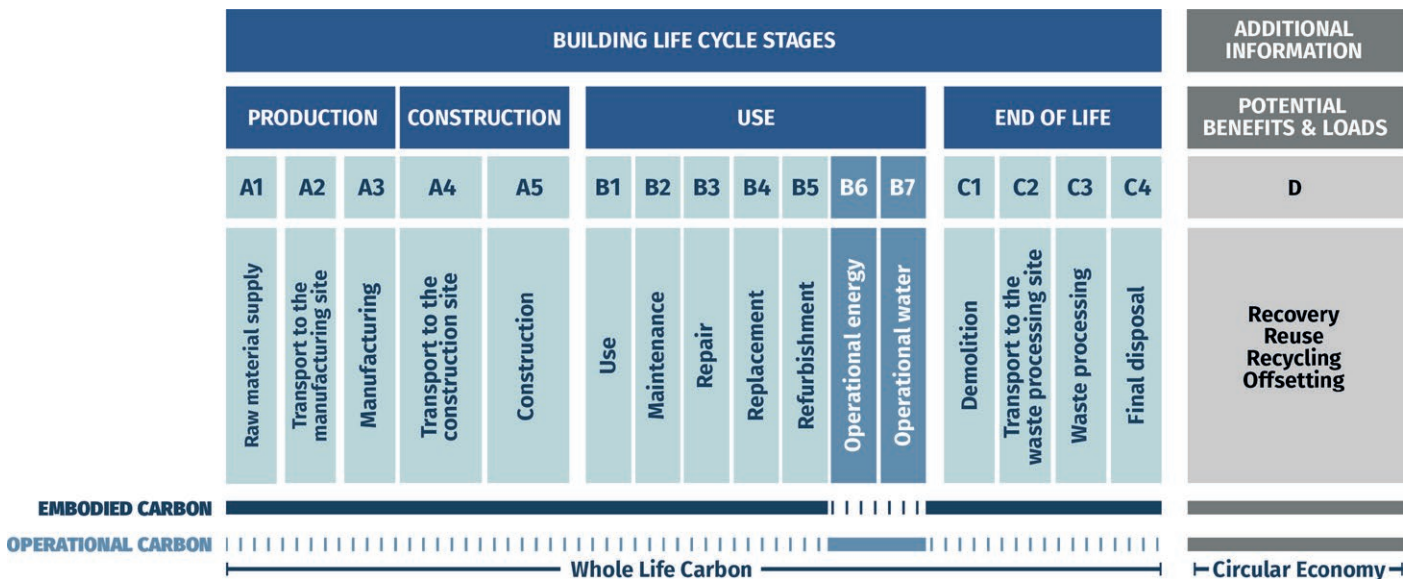 BUILDING LIFE CYCLE STAGES
ADDITIONAL
INFORMATION
PRODUCTION
CONSTRUCTION
USE
END OF LIFE
POTENTIAL
BENEFITS & LOADS
A1
A2
A3
A4
A5
B1
B2
B3
B4
B5
B6
B7
C1
C2
C3
C4
D
Raw material supply
Transport to the
manufacturing site
Manufacturing
Transport to the
construction site
Construction
Use
Maintenance
Repair
Replacement
Refurbishment
Operational energy
Operational water
Demolition
Transport to the
waste processing site
Waste processing
Final disposal
Recovery
Reuse
Recycling
Offsetting
EMBODIED CARBON
OPERATIONAL CARBON
Whole Life Carbon
Circular Economy